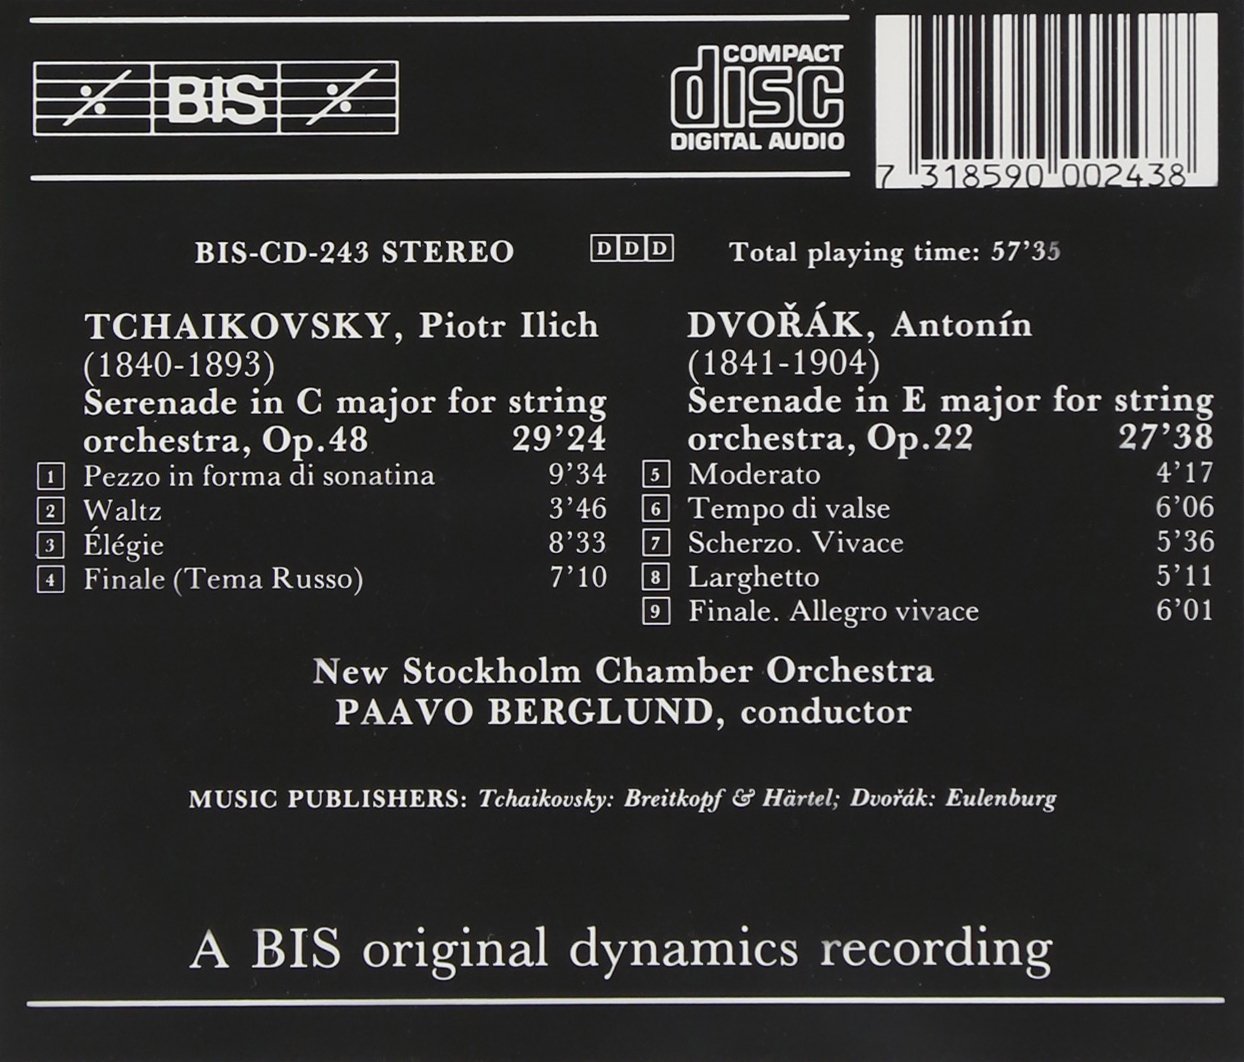 BIS
COMPACT
disc
DIGITAL AUDIO
7 318590 002438
BIS-CD-243 STEREO
DDD
Total playing time: 57'35
TCHAIKOVSKY, Piotr Ilich
(1840-1893)
Serenade in C major for string
orchestra, Op.48 29'24
1 Pezzo in forma di sonatina 9'34
2 Waltz 3'46
3 Élégie 8'33
4 Finale (Tema Russo) 7'10
DVOŘÁK, Antonín
(1841-1904)
Serenade in E major for string
orchestra, Op.22 27'38
5 Moderato 4'17
6 Tempo di valse 6'06
7 Scherzo. Vivace 5'36
8 Larghetto 5'11
9 Finale. Allegro vivace 6'01
New Stockholm Chamber Orchestra
PAAVO BERGLUND, conductor
MUSIC PUBLISHERS: Tchaikovsky: Breitkopf & Härtel; Dvořák: Eulenburg
A BIS original dynamics recording